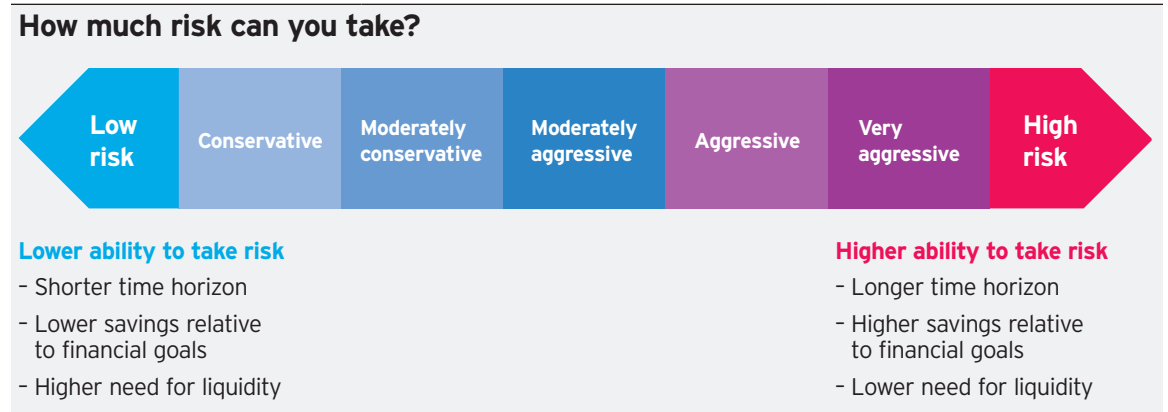 How much risk can you take?
Low
risk
Conservative
Moderately
conservative
Moderately
aggressive
Aggressive
Very
aggressive
High
risk
Lower ability to take risk
– Shorter time horizon
– Lower savings relative
to financial goals
– Higher need for liquidity
Higher ability to take risk
– Longer time horizon
– Higher savings relative
to financial goals
– Lower need for liquidity